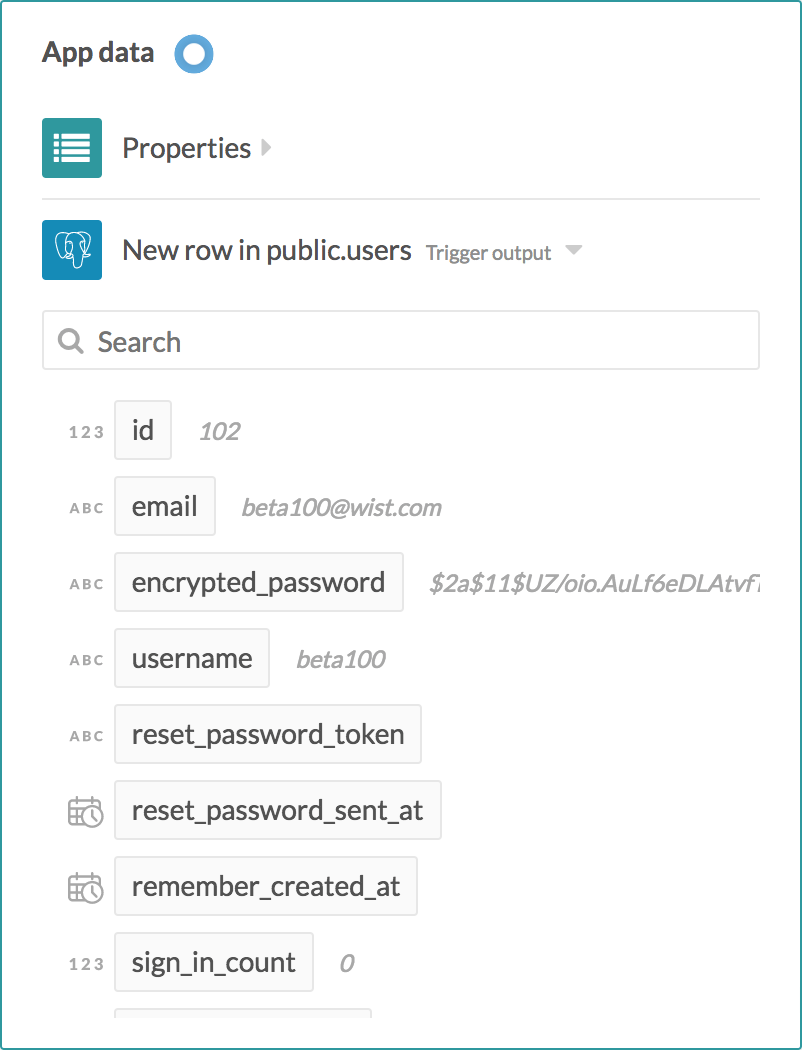 App data
Properties
New row in public.users Trigger output
Search
123 id 102
ABC email beta100@wist.com
ABC encrypted_password $2a$11$UZ/oio.AuLf6eDLAtvf
ABC username beta100
ABC reset_password_token
reset_password_sent_at
remember_created_at
123 sign_in_count 0